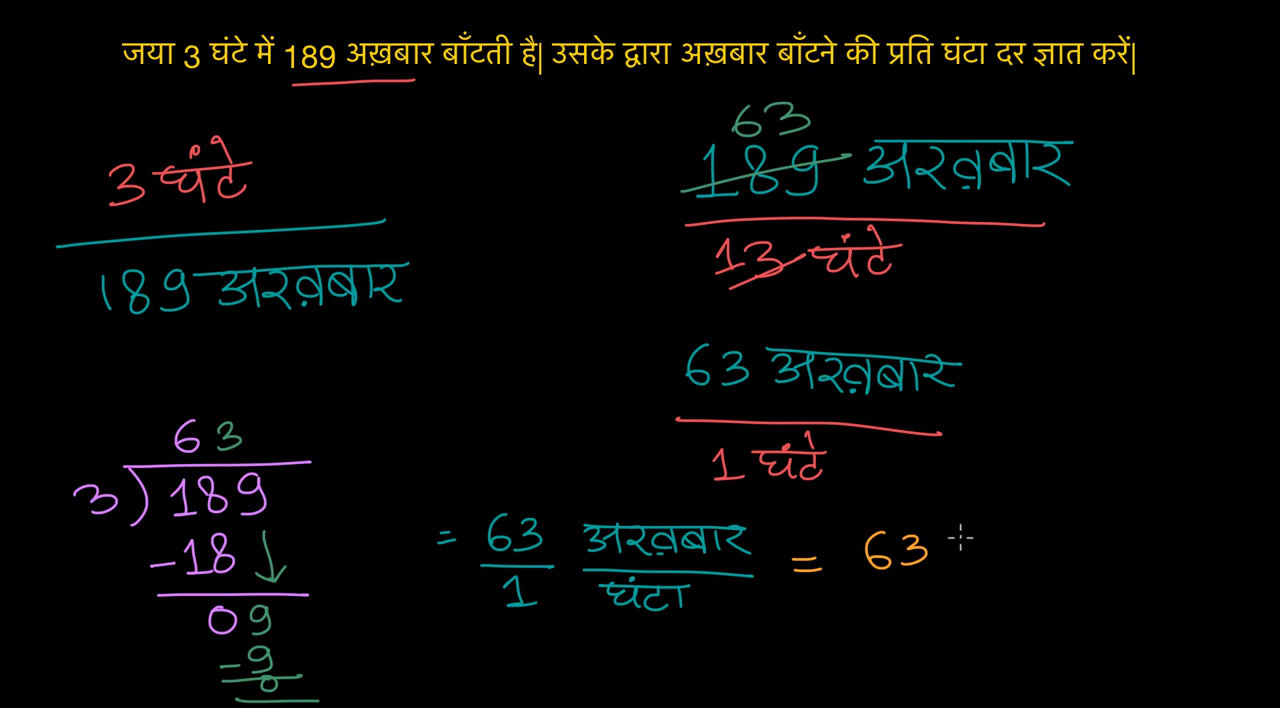 जया 3 घंटे में 189 अख़बार बाँटती है| उसके द्वारा अख़बार बाँटने की प्रति घंटा दर ज्ञात करें|
3 घंटे
189 अख़बार
63
189 अख़बार
13 घंटे
63 अख़बार
1 घंटे
63
3)189
-18
09
-9
0
= 63 अख़बार = 63
1 घंटा